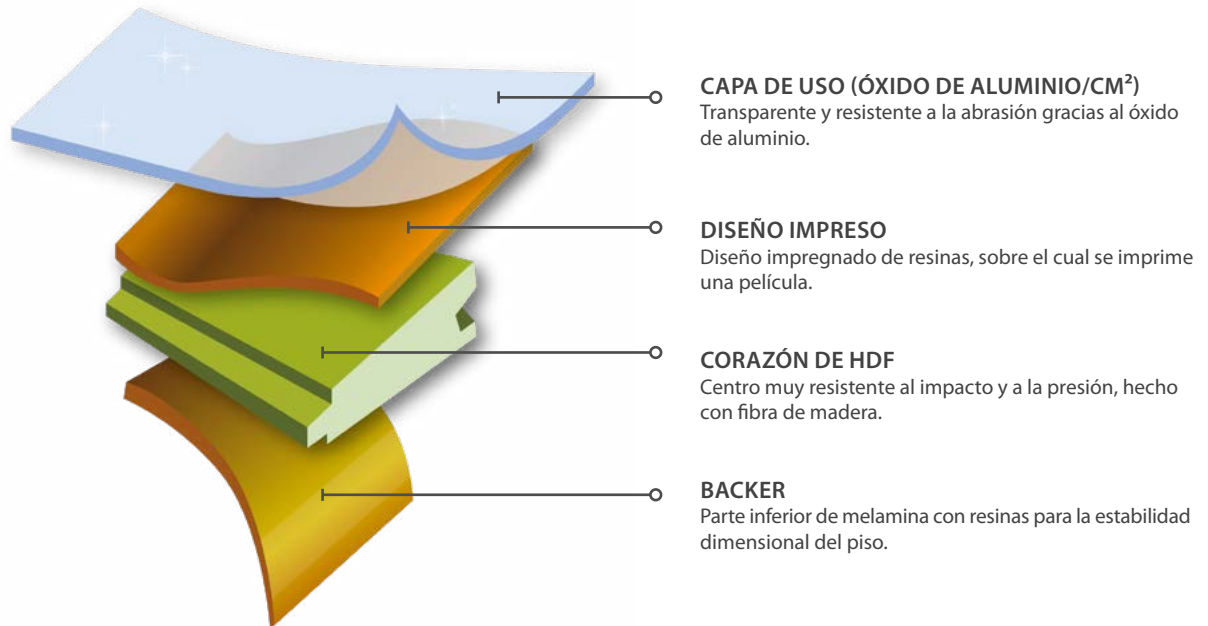 CAPA DE USO (ÓXIDO DE ALUMINIO/CM²)
Transparente y resistente a la abrasión gracias al óxido
de aluminio.
DISEÑO IMPRESO
Diseño impregnado de resinas, sobre el cual se imprime
una película.
CORAZÓN DE HDF
Centro muy resistente al impacto y a la presión, hecho
con fibra de madera.
BACKER
Parte inferior de melamina con resinas para la estabilidad
dimensional del piso.